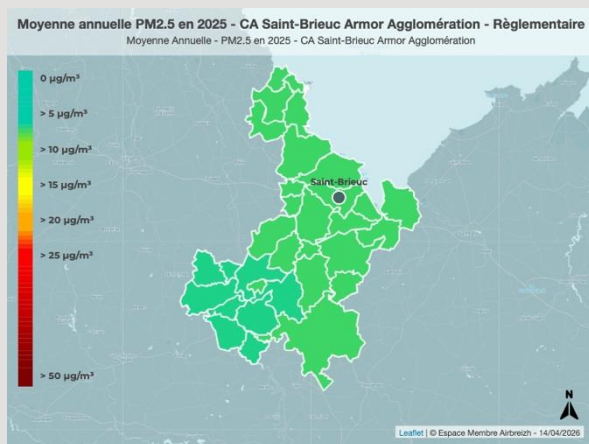 Moyenne annuelle PM2.5 en 2025 - CA Saint-Brieuc Armor Agglomération - Règlementaire
Moyenne Annuelle - PM2.5 en 2025 - CA Saint-Brieuc Armor Agglomération
0 µg/m³
> 5 µg/m³
> 10 µg/m³
> 15 µg/m³
> 20 µg/m³
> 25 µg/m³
> 50 µg/m³
Saint-Brieuc
N
Leaflet | © Espace Membre Airbreizh - 14/04/2026